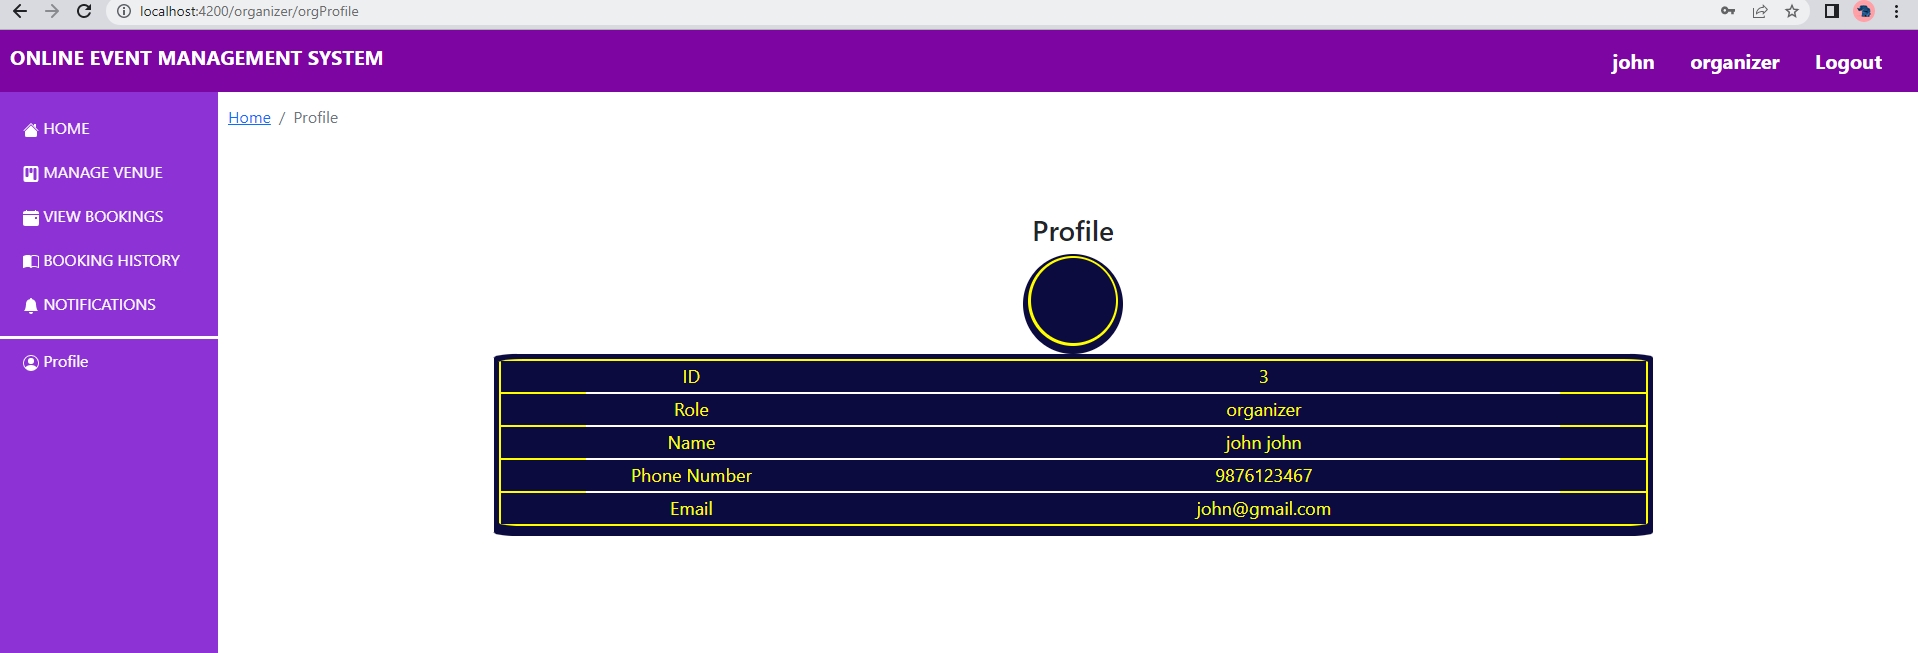 localhost:4200/organizer/orgProfile
ONLINE EVENT MANAGEMENT SYSTEM
john organizer Logout
HOME
MANAGE VENUE
VIEW BOOKINGS
BOOKING HISTORY
NOTIFICATIONS
Profile
Home / Profile
Profile
ID 3
Role organizer
Name john john
Phone Number 9876123467
Email john@gmail.com